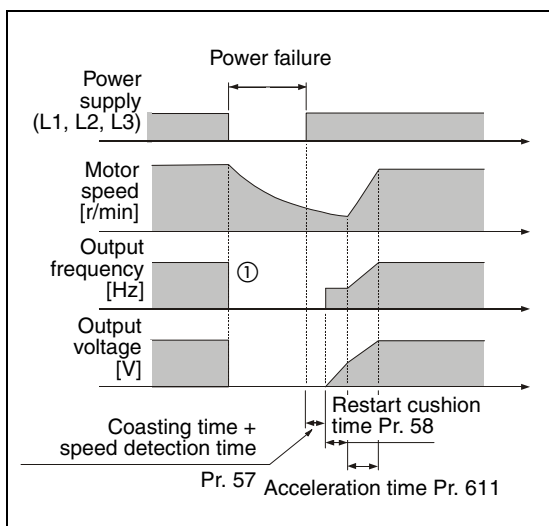 Power failure
Power
supply
(L1, L2, L3)
Motor
speed
[r/min]
Output
frequency
[Hz]
①
Output
voltage
[V]
Coasting time +
speed detection time
Pr. 57
Restart cushion
time Pr. 58
Acceleration time Pr. 611